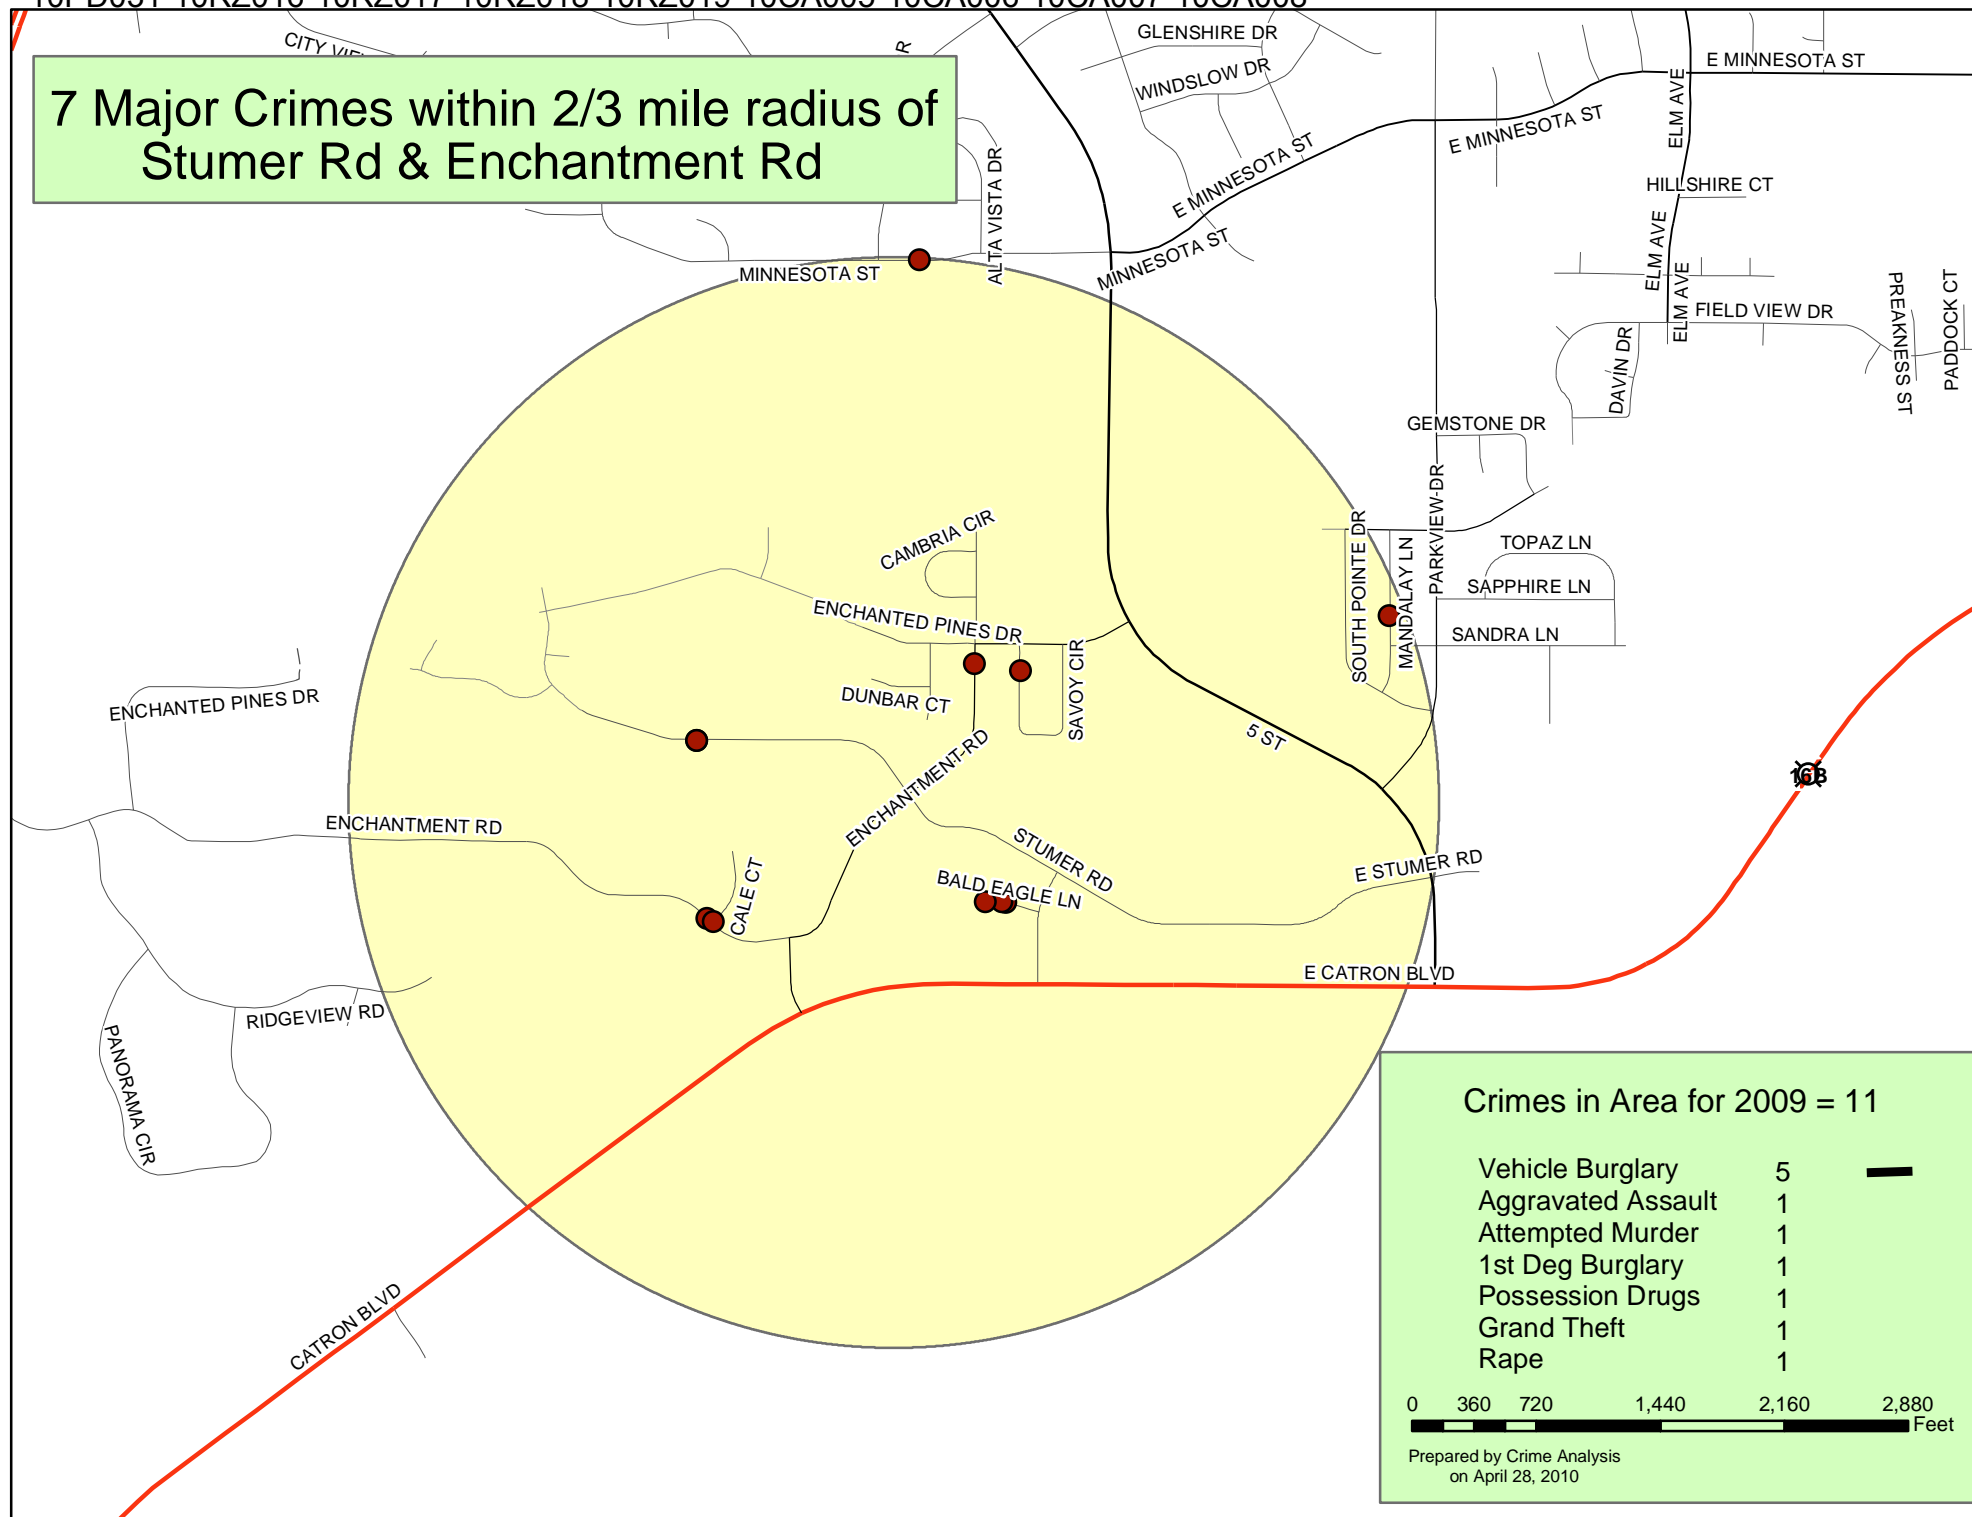 7 Major Crimes within 2/3 mile radius of
Stumer Rd & Enchantment Rd
GLENSHIRE DR
WINDSLOW DR
E MINNESOTA ST
E MINNESOTA ST
E MINNESOTA ST
MINNESOTA ST
MINNESOTA ST
ALTA VISTA DR
ELM AVE
ELM AVE
ELM AVE
HILLSHIRE CT
FIELD VIEW DR
DAVIN DR
PREAKNESS ST
PADDOCK CT
GEMSTONE DR
PARKVIEW DR
TOPAZ LN
SAPPHIRE LN
SANDRA LN
SOUTH POINTE DR
MANDALAY LN
CAMBRIA CIR
ENCHANTED PINES DR
DUNBAR CT
SAVOY CIR
ENCHANTED PINES DR
ENCHANTMENT RD
ENCHANTMENT RD
5 ST
STUMER RD
E STUMER RD
BALD EAGLE LN
CALE CT
E CATRON BLVD
16B
RIDGEVIEW RD
PANORAMA CIR
CATRON BLVD
Crimes in Area for 2009 = 11
Vehicle Burglary 5
Aggravated Assault 1
Attempted Murder 1
1st Deg Burglary 1
Possession Drugs 1
Grand Theft 1
Rape 1
0 360 720 1,440 2,160 2,880
Feet
Prepared by Crime Analysis
on April 28, 2010